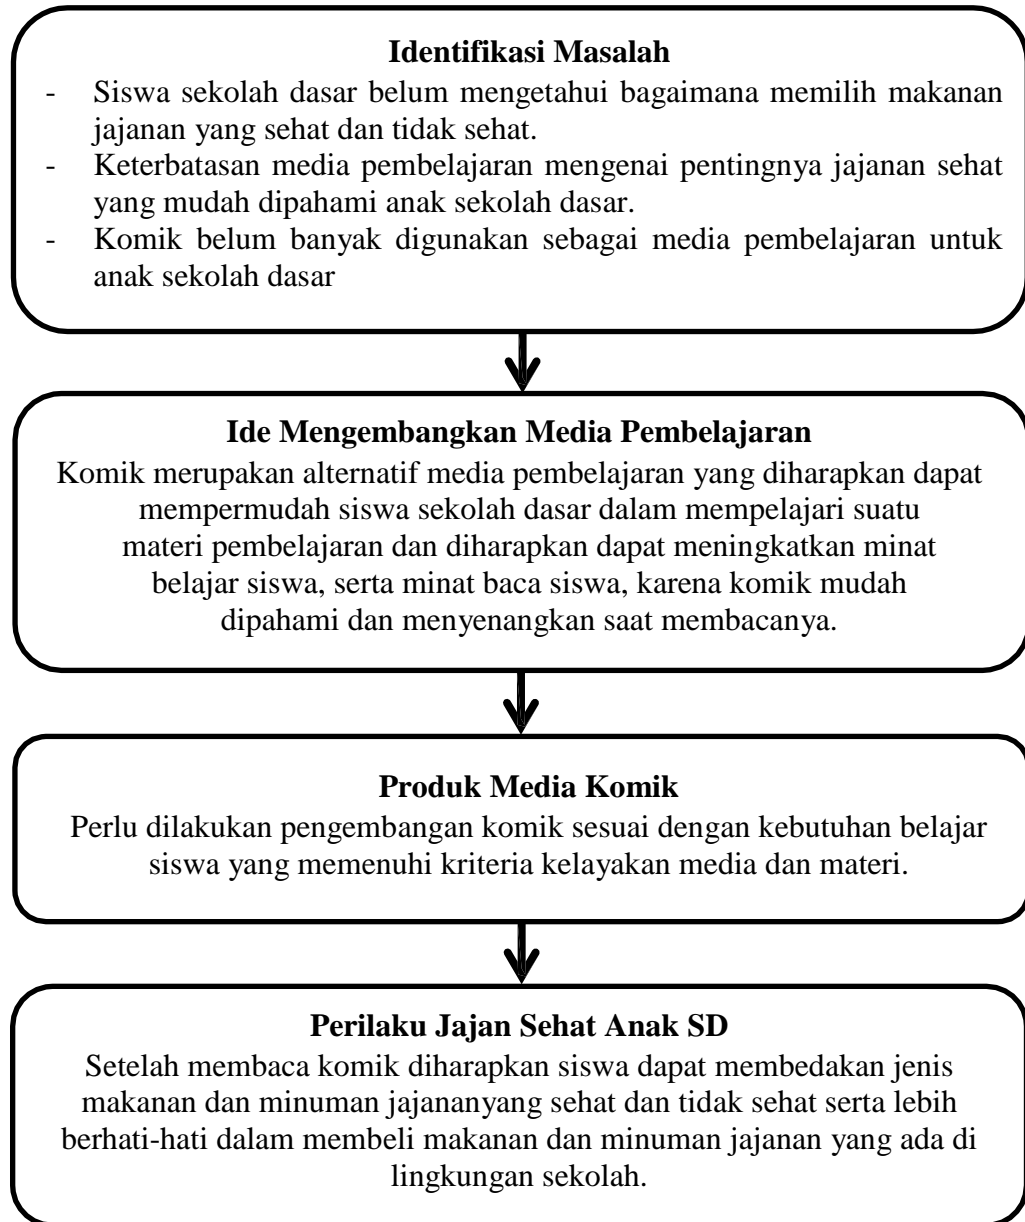 Identifikasi Masalah
- Siswa sekolah dasar belum mengetahui bagaimana memilih makanan
jajanan yang sehat dan tidak sehat.
- Keterbatasan media pembelajaran mengenai pentingnya jajanan sehat
yang mudah dipahami anak sekolah dasar.
- Komik belum banyak digunakan sebagai media pembelajaran untuk
anak sekolah dasar
Ide Mengembangkan Media Pembelajaran
Komik merupakan alternatif media pembelajaran yang diharapkan dapat
mempermudah siswa sekolah dasar dalam mempelajari suatu
materi pembelajaran dan diharapkan dapat meningkatkan minat
belajar siswa, serta minat baca siswa, karena komik mudah
dipahami dan menyenangkan saat membacanya.
Produk Media Komik
Perlu dilakukan pengembangan komik sesuai dengan kebutuhan belajar
siswa yang memenuhi kriteria kelayakan media dan materi.
Perilaku Jajan Sehat Anak SD
Setelah membaca komik diharapkan siswa dapat membedakan jenis
makanan dan minuman jajananyang sehat dan tidak sehat serta lebih
berhati-hati dalam membeli makanan dan minuman jajanan yang ada di
lingkungan sekolah.